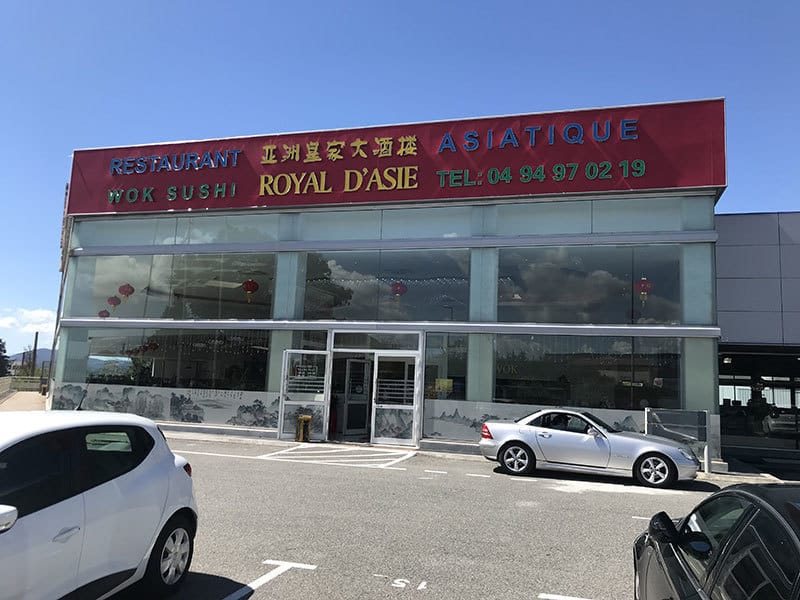 RESTAURANT 亚洲皇家大酒楼 ASiATIQUE
WOK SUSHI ROYAL D'ASIE TEL: 04 94 97 02 19
WOK
15